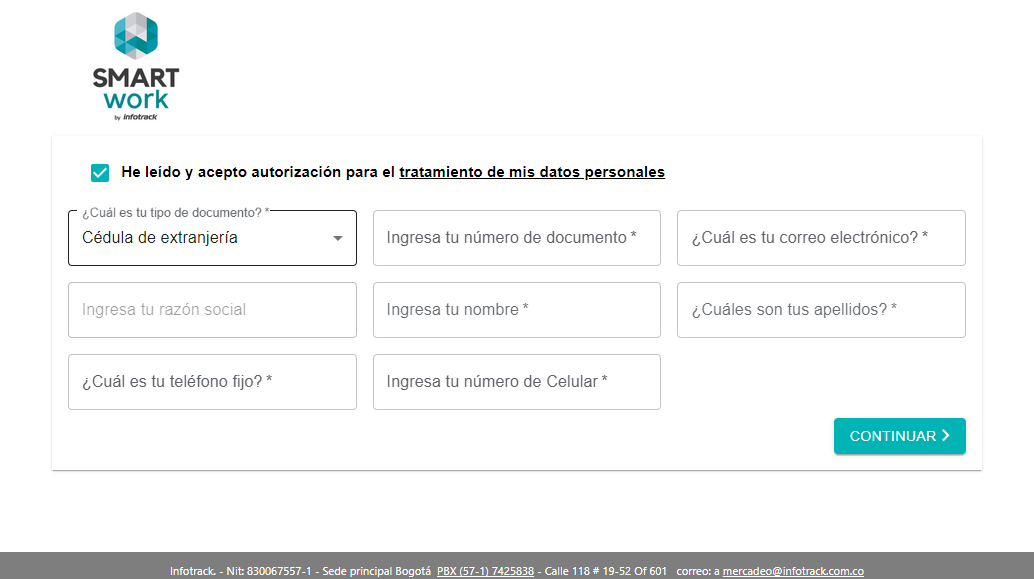 SMART
work
by infotrack
He leído y acepto autorización para el tratamiento de mis datos personales
¿Cuál es tu tipo de documento? *
Cédula de extranjería
Ingresa tu número de documento *
¿Cuál es tu correo electrónico? *
Ingresa tu razón social
Ingresa tu nombre *
¿Cuáles son tus apellidos? *
¿Cuál es tu teléfono fijo? *
Ingresa tu número de Celular *
CONTINUAR
Infotrack. - Nit: 830067557-1 - Sede principal Bogotá PBX (57-1) 7425838 - Calle 118 # 19-52 Of 601 correo: a mercadeo@infotrack.com.co